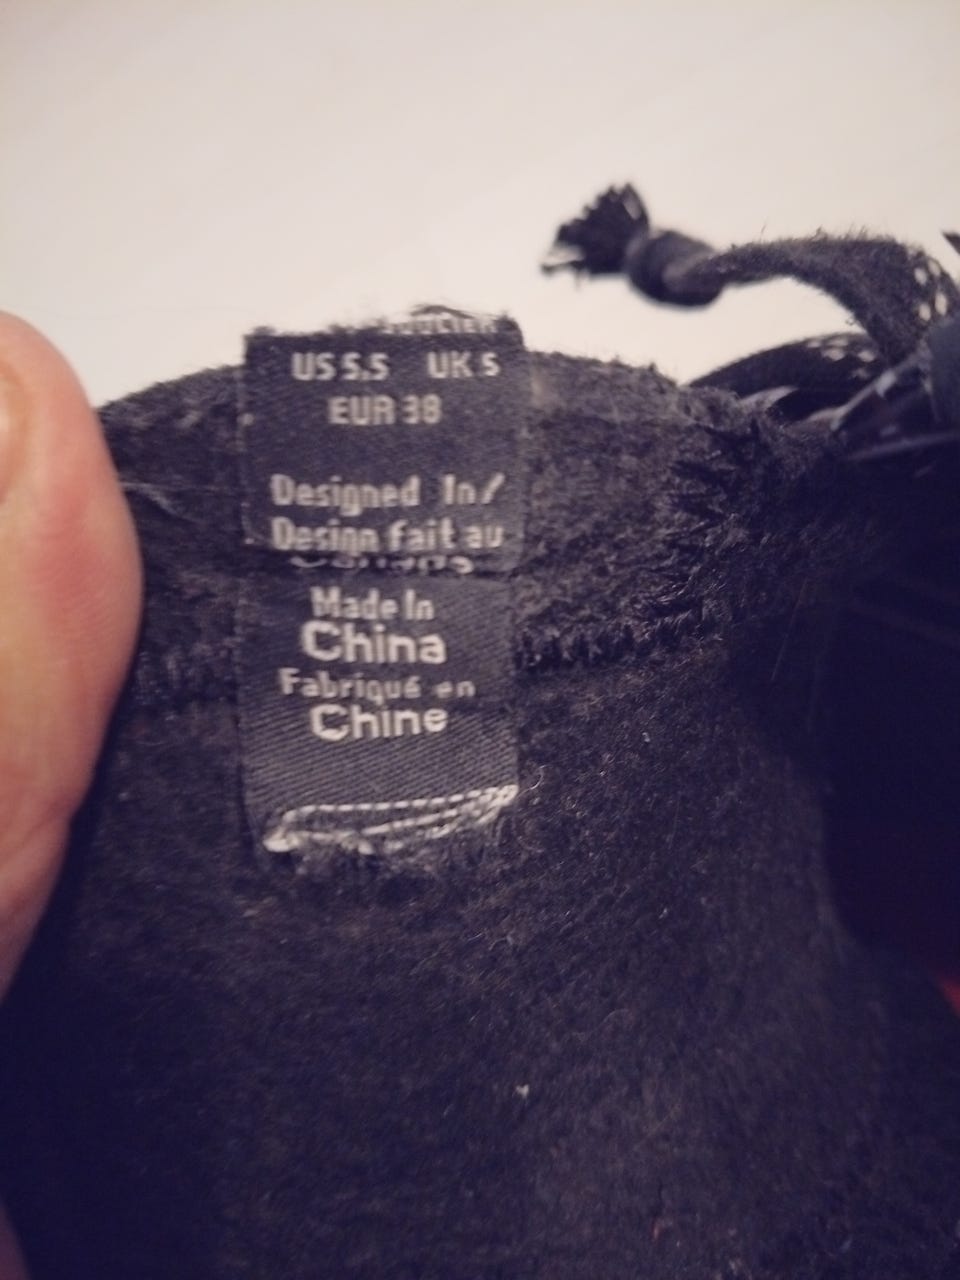 US 5.5 UK 5
EUR 38
Designed In/
Design fait au
Made In
China
Fabriqué en
Chine